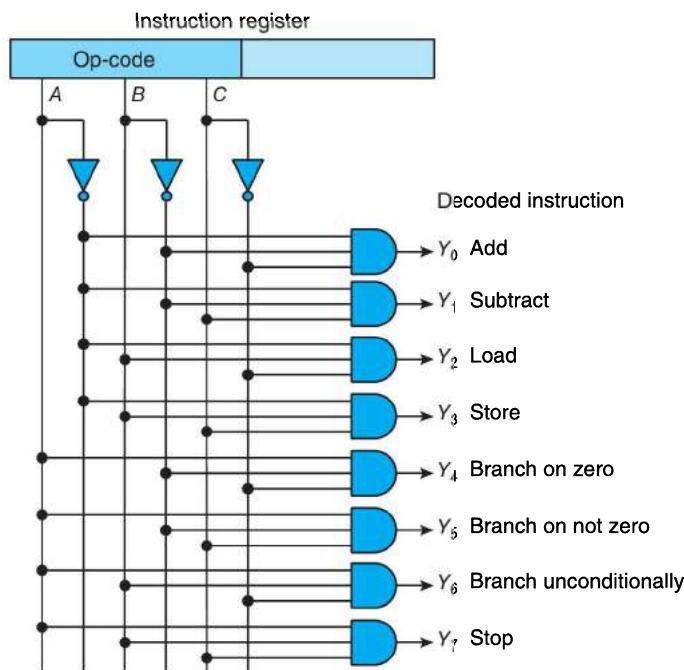 Instruction register
Op-code
A B C
Decoded instruction
Y0 Add
Y1 Subtract
Y2 Load
Y3 Store
Y4 Branch on zero
Y5 Branch on not zero
Y6 Branch unconditionally
Y7 Stop